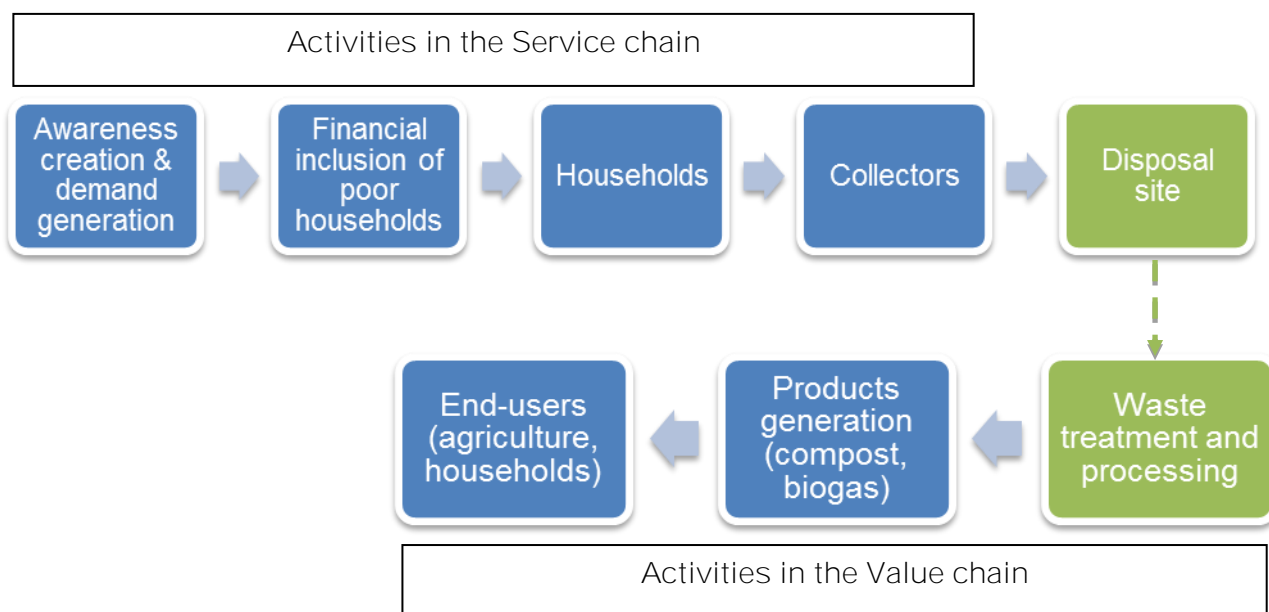 Activities in the Service chain
Awareness
creation &
demand
generation
Financial
inclusion of
poor
households
Households
Collectors
Disposal
site
End-users
(agriculture,
households)
Products
generation
(compost,
biogas)
Waste
treatment and
processing
Activities in the Value chain